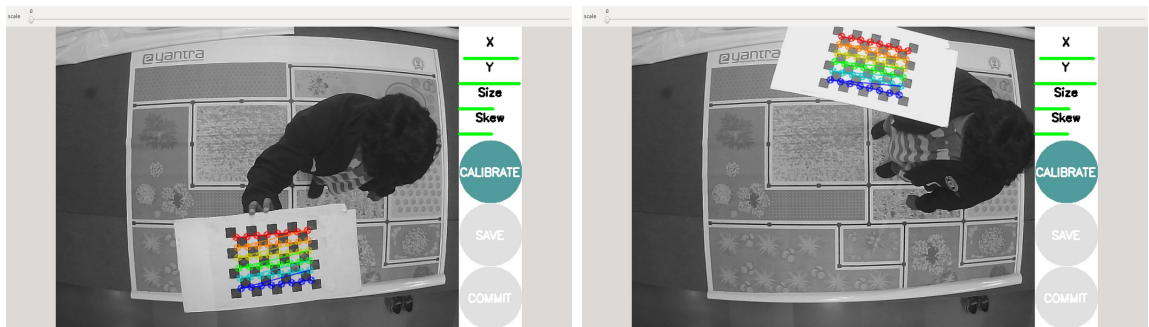 scale
0
X
Y
Size
Skew
CALIBRATE
SAVE
COMMIT
eyantra
scale
0
X
Y
Size
Skew
CALIBRATE
SAVE
COMMIT
eyantra